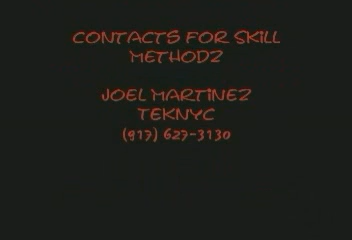 CONTACTS FOR SKILL
METHODZ
JOEL MARTINEZ
TEKNYC
(917) 627-3130